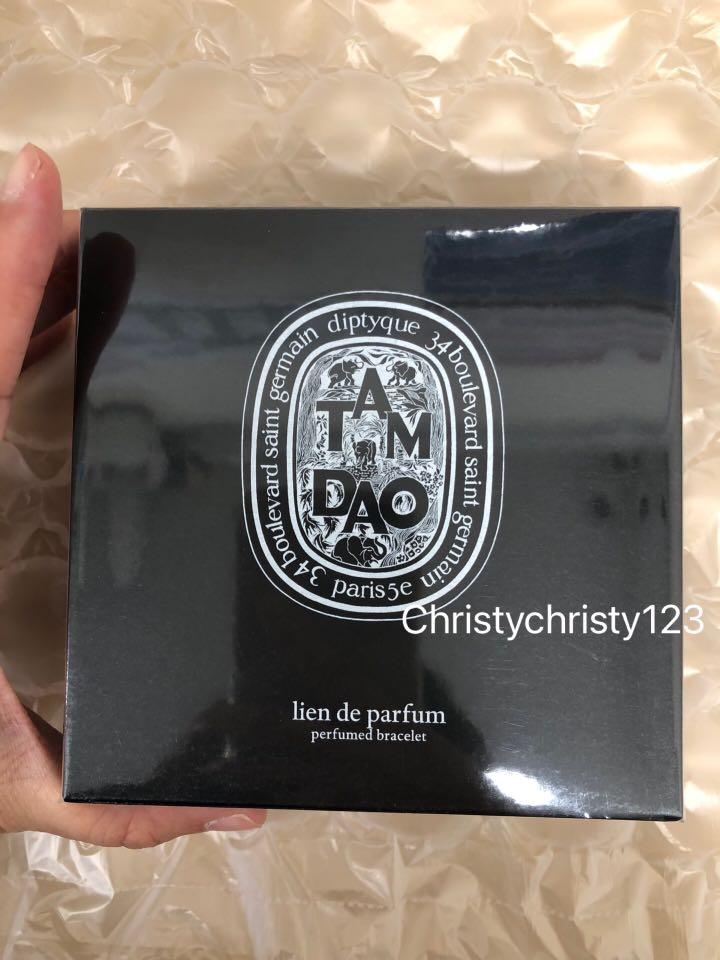 diptyque 34 boulevard saint germain paris 5e 34 boulevard saint germain
TAM
DAO
Christychristy123
lien de parfum
perfumed bracelet